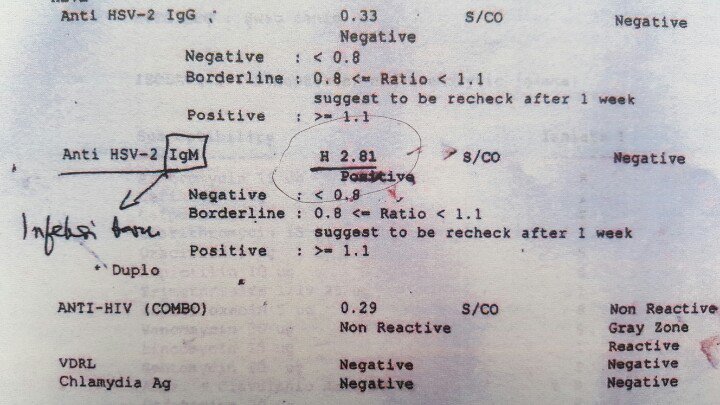 Anti HSV-2 IgG 0.33 S/CO Negative
Negative
Negative : < 0.8
Borderline : 0.8 <= Ratio < 1.1
suggest to be recheck after 1 week
Positive : >= 1.1
Anti HSV-2 IgM H 2.81 S/CO Negative
Positive
Negative : < 0.8
Borderline : 0.8 <= Ratio < 1.1
Infeksi baru suggest to be recheck after 1 week
Positive : >= 1.1
* Duplo
ANTI-HIV (COMBO) 0.29 S/CO Non Reactive
Non Reactive Gray Zone
Reactive
VDRL Negative Negative
Chlamydia Ag Negative Negative